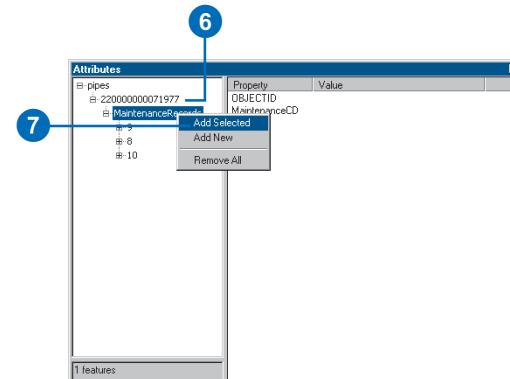 6
Attributes
pipes
Property Value
220000000071977
OBJECTID
MaintenanceRecords
MaintenanceCD
7
Add Selected
9
Add New
8
10
Remove All
1 features